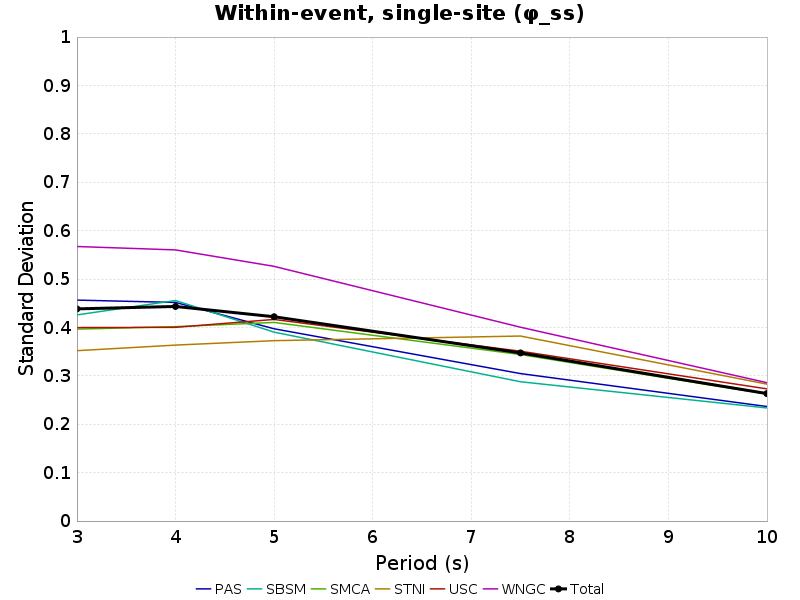 Within-event, single-site (φ_ss)
1
0.9
0.8
0.7
0.6
0.5
0.4
0.3
0.2
0.1
0
Standard Deviation
3 4 5 6 7 8 9 10
Period (s)
PAS SBSM SMCA STNI USC WNGC Total